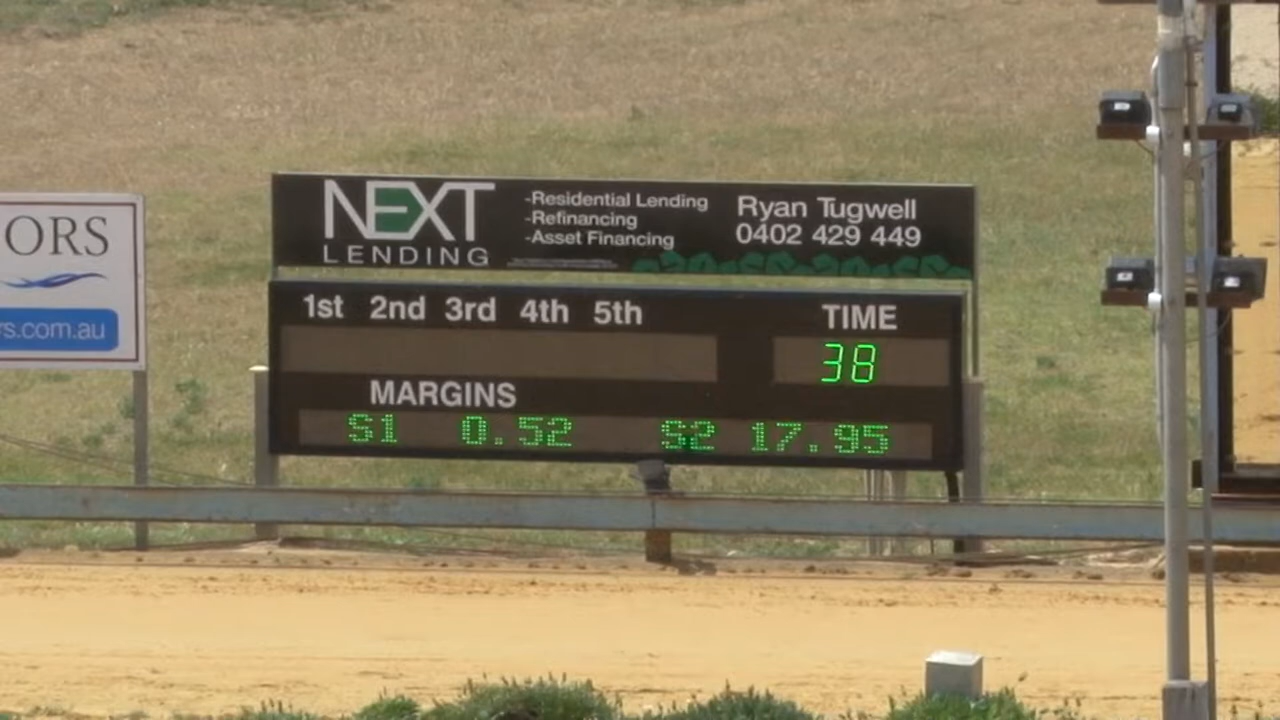 ORS
s.com.au
NEXT
LENDING
-Residential Lending
-Refinancing
-Asset Financing
Ryan Tugwell
0402 429 449
1st 2nd 3rd 4th 5th
TIME
38
MARGINS
S1 0.52 S2 17.95